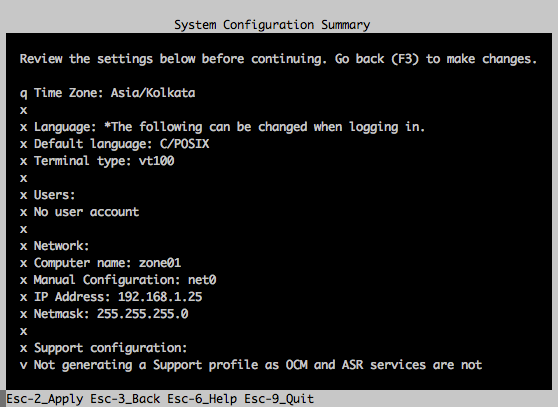 System Configuration Summary
Review the settings below before continuing. Go back (F3) to make changes.
q Time Zone: Asia/Kolkata
x
x Language: *The following can be changed when logging in.
x Default language: C/POSIX
x Terminal type: vt100
x
x Users:
x No user account
x
x Network:
x Computer name: zone01
x Manual Configuration: net0
x IP Address: 192.168.1.25
x Netmask: 255.255.255.0
x
x Support configuration:
v Not generating a Support profile as OCM and ASR services are not
Esc-2_Apply Esc-3_Back Esc-6_Help Esc-9_Quit